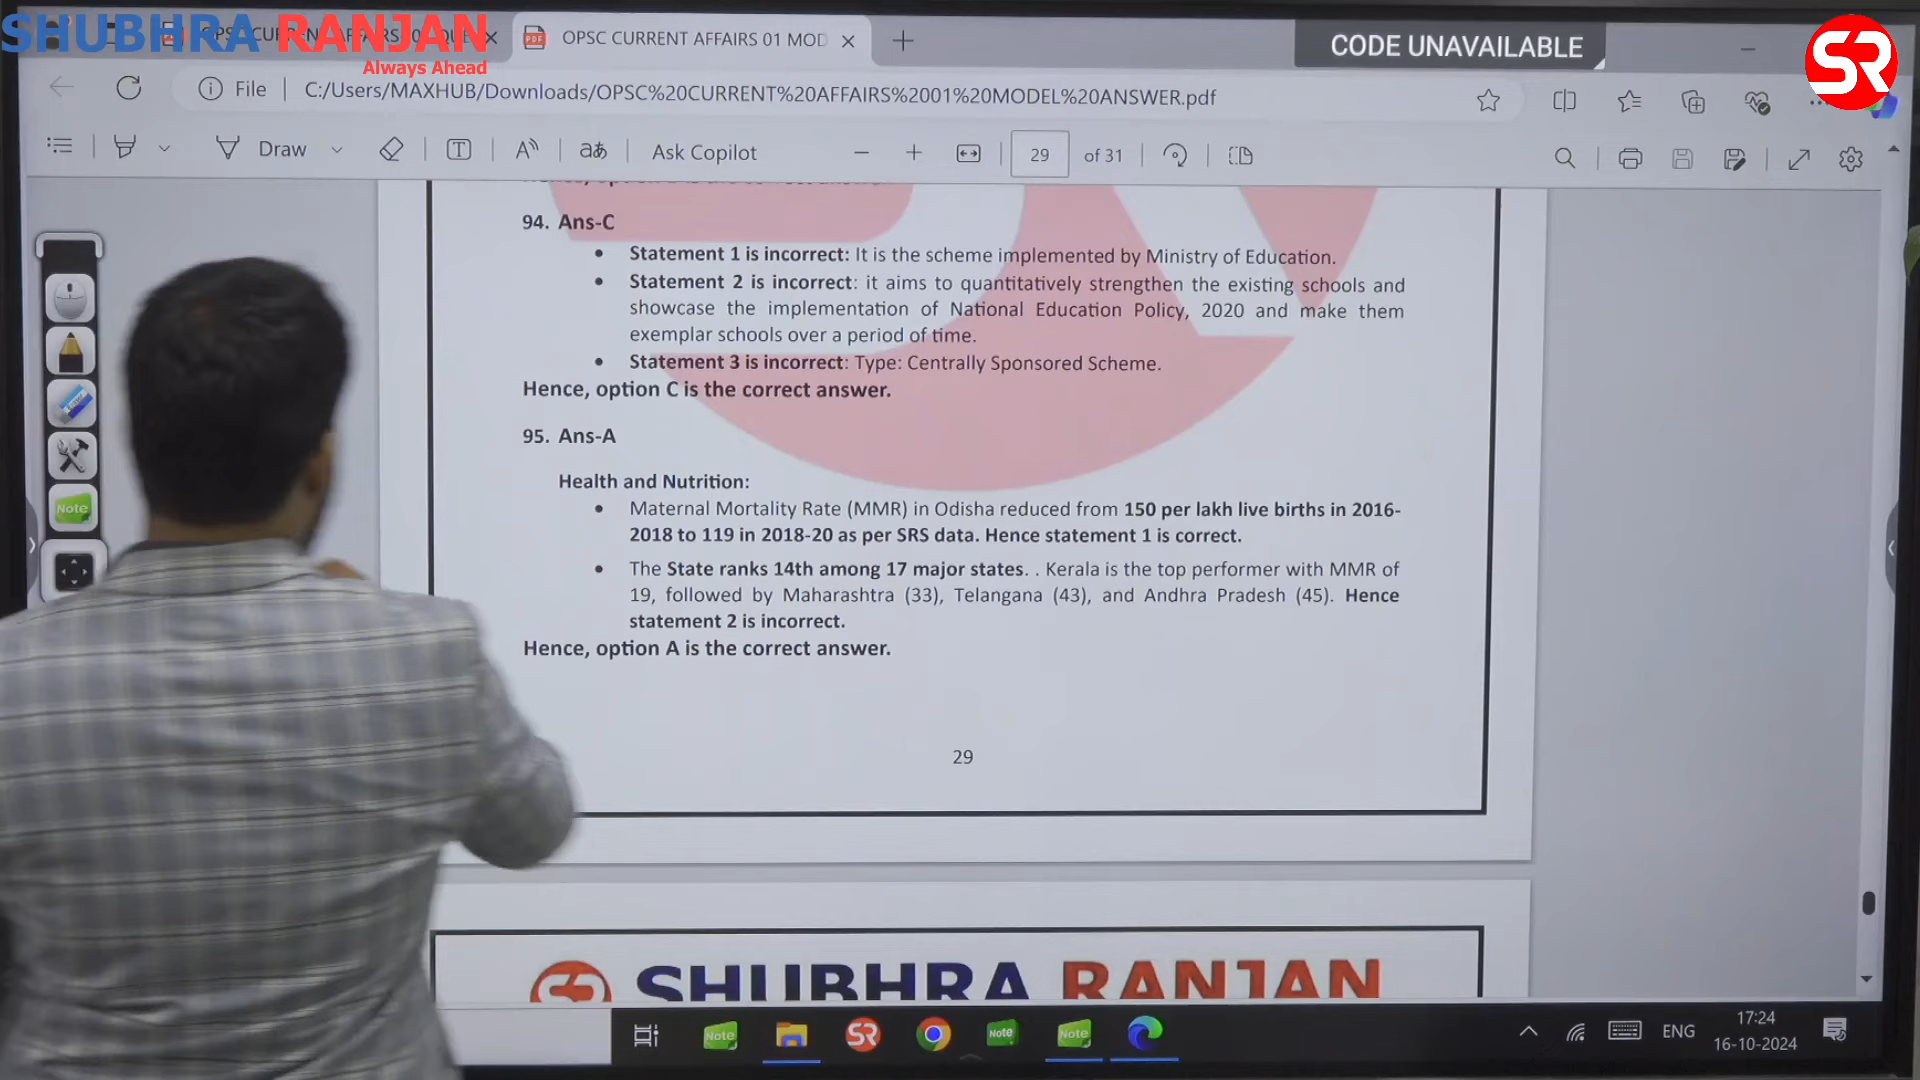 SHUBHRA RANJAN
Always Ahead
OPSC CURRENT AFFAIRS 01 MOD
CODE UNAVAILABLE
SR
File
C:/Users/MAXHUB/Downloads/OPSC%20CURRENT%20AFFAIRS%2001%20MODEL%20ANSWER.pdf
Draw
Ask Copilot
29
of 31
94. Ans-C
• Statement 1 is incorrect: It is the scheme implemented by Ministry of Education.
• Statement 2 is incorrect: it aims to quantitatively strengthen the existing schools and
showcase the implementation of National Education Policy, 2020 and make them
exemplar schools over a period of time.
• Statement 3 is incorrect: Type: Centrally Sponsored Scheme.
Hence, option C is the correct answer.
95. Ans-A
Health and Nutrition:
• Maternal Mortality Rate (MMR) in Odisha reduced from 150 per lakh live births in 2016-
2018 to 119 in 2018-20 as per SRS data. Hence statement 1 is correct.
• The State ranks 14th among 17 major states. . Kerala is the top performer with MMR of
19, followed by Maharashtra (33), Telangana (43), and Andhra Pradesh (45). Hence
statement 2 is incorrect.
Hence, option A is the correct answer.
29
Note
SHUBHRA RANJAN
Note
SR
Note
Note
ENG
17:24
16-10-2024